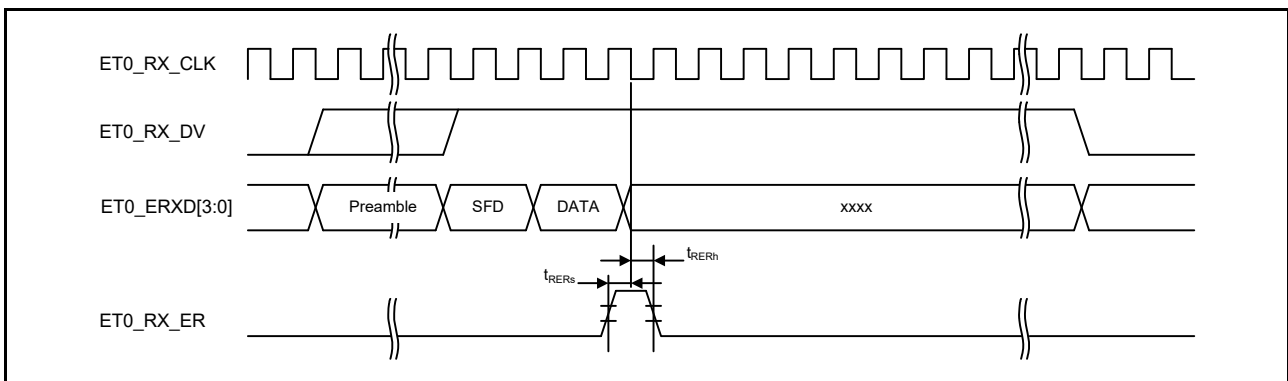 ET0_RX_CLK
ET0_RX_DV
ET0_ERXD[3:0]
Preamble
SFD
DATA
xxxx
tRERs
tRERh
ET0_RX_ER